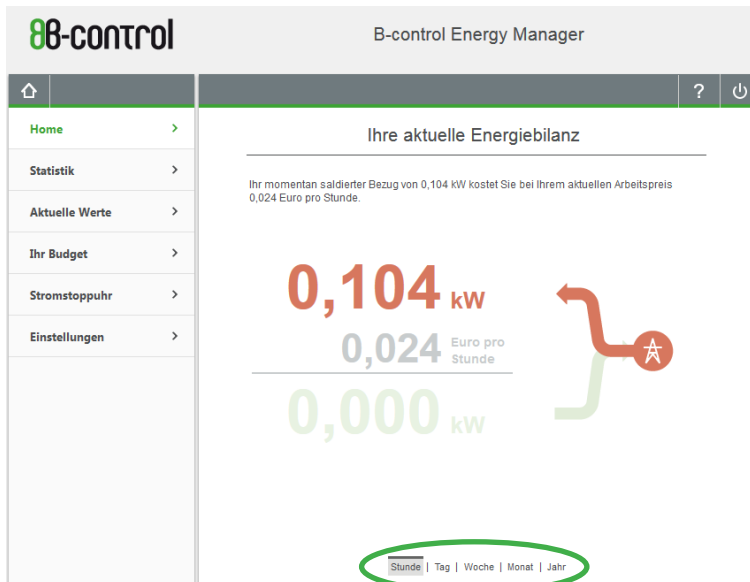 B-control
B-control Energy Manager
?
Home
Statistik
Aktuelle Werte
Ihr Budget
Stromstoppuhr
Einstellungen
Ihre aktuelle Energiebilanz
Ihr momentan saldierter Bezug von 0,104 kW kostet Sie bei Ihrem aktuellen Arbeitspreis
0,024 Euro pro Stunde.
0,104 kW
0,024 Euro pro
Stunde
0,000 kW
Stunde | Tag | Woche | Monat | Jahr